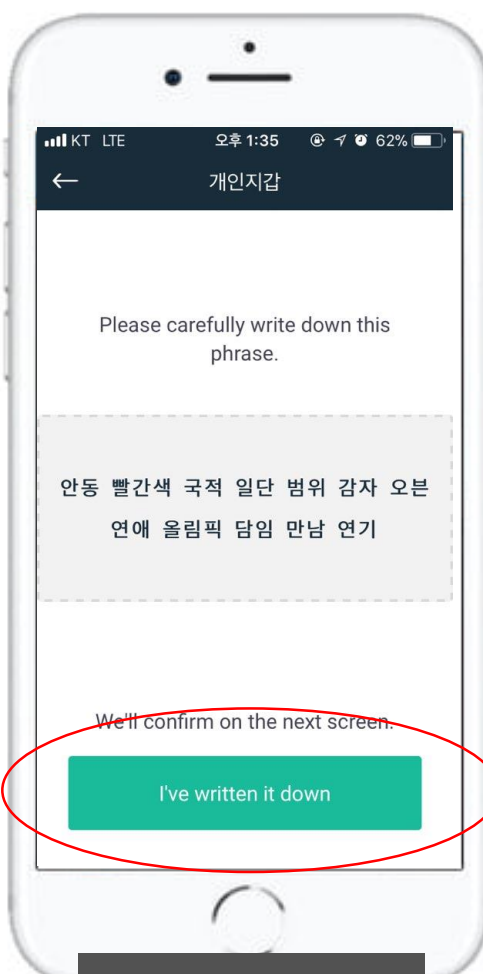 KT LTE 오후 1:35 62%
개인지갑
Please carefully write down this
phrase.
안동 빨간색 국적 일단 범위 감자 오븐
연애 올림픽 담임 만남 연기
We'll confirm on the next screen.
I've written it down